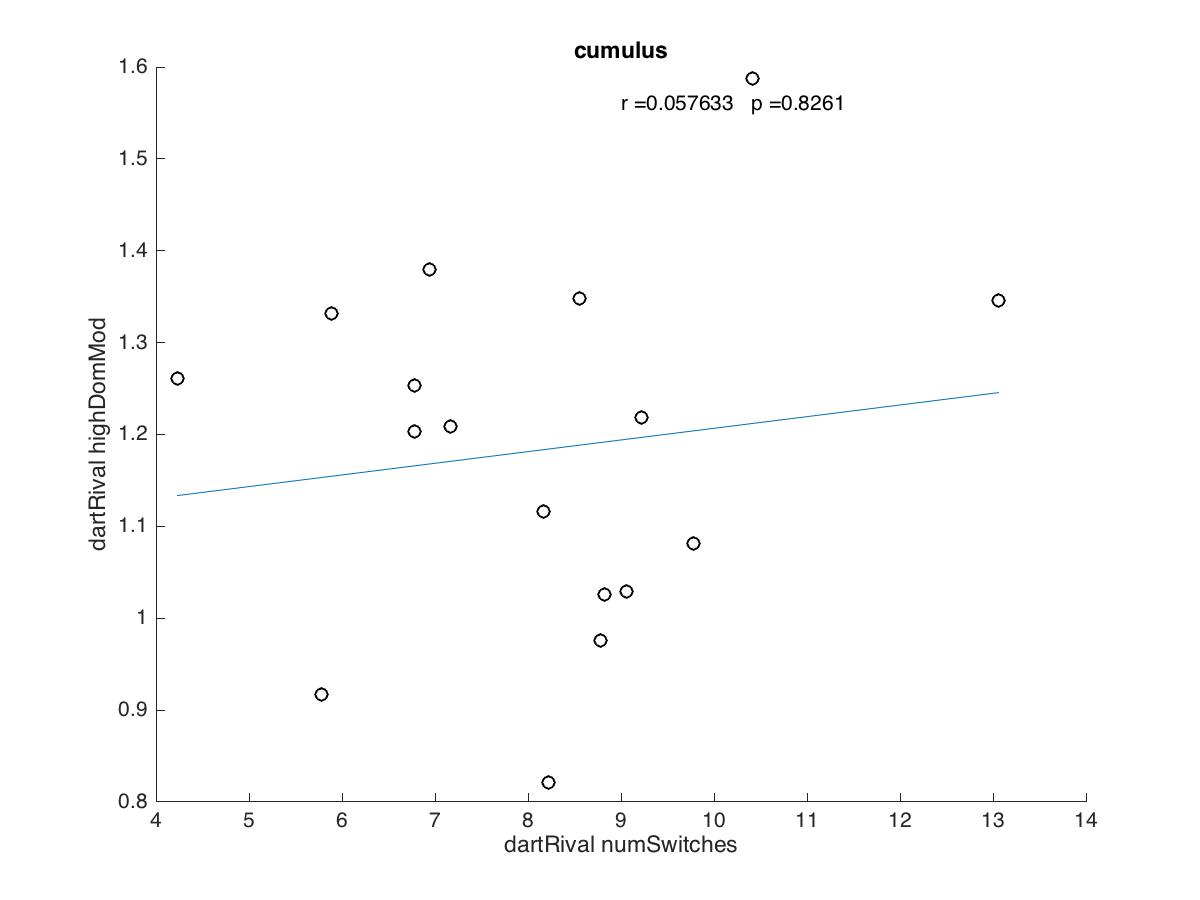 cumulus
r =0.057633 p =0.8261
1.6
1.5
1.4
1.3
1.2
1.1
1
0.9
0.8
dartRival highDomMod
4 5 6 7 8 9 10 11 12 13 14
dartRival numSwitches